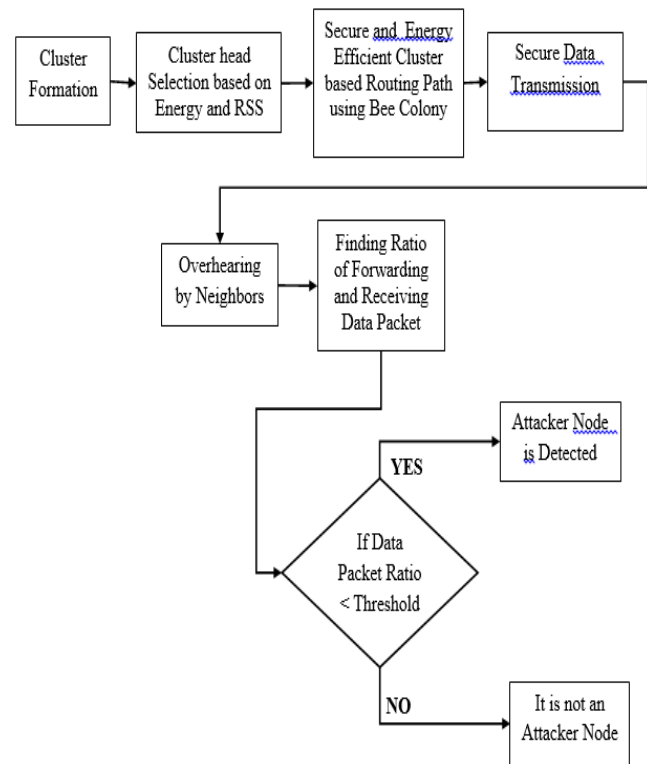 Cluster
Formation
Cluster head
Selection based on
Energy and RSS
Secure and Energy
Efficient Cluster
based Routing Path
using Bee Colony
Secure Data
Transmission
Overhearing
by Neighbors
Finding Ratio
of Forwarding
and Receiving
Data Packet
Attacker Node
is Detected
YES
If Data
Packet Ratio
< Threshold
NO
It is not an
Attacker Node